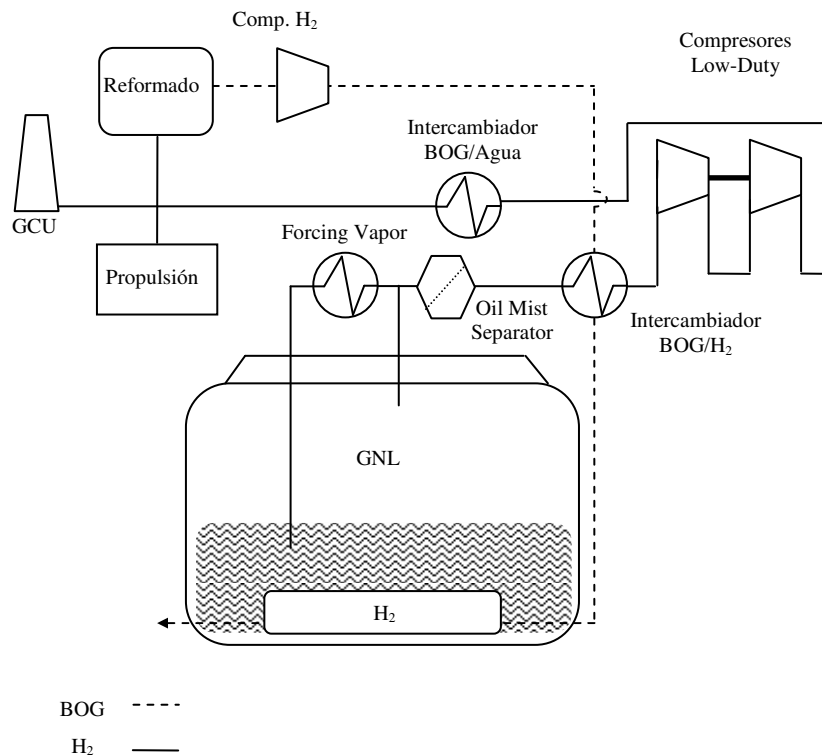 Comp. H₂
Compresores
Low-Duty
Reformado
Intercambiador
BOG/Agua
GCU
Forcing Vapor
Propulsión
Oil Mist
Separator
Intercambiador
BOG/H₂
GNL
H₂
BOG
H₂